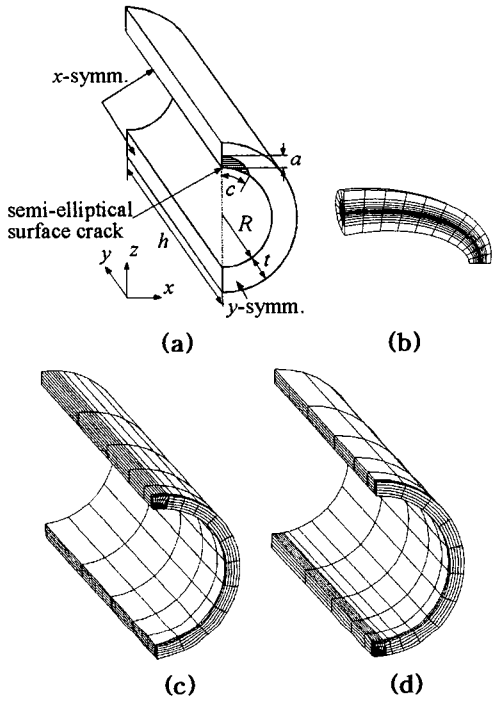 x-symm.
a
c
semi-elliptical
surface crack
R
h
t
y
z
x
y-symm.
(a)
(b)
(c)
(d)